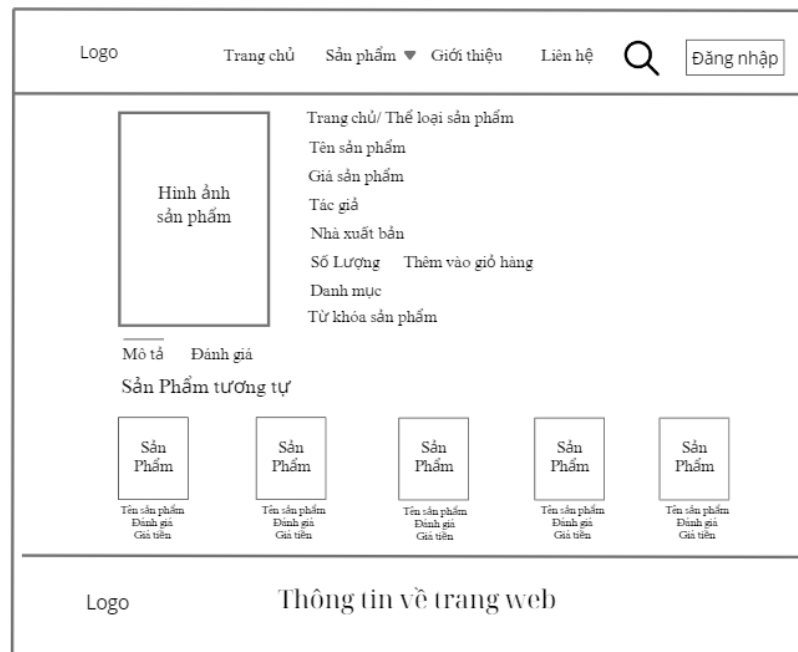 Logo
Trang chủ
Sản phẩm
Giới thiệu
Liên hệ
Đăng nhập
Hình ảnh
sản phẩm
Trang chủ/ Thể loại sản phẩm
Tên sản phẩm
Giá sản phẩm
Tác giả
Nhà xuất bản
Số Lượng
Thêm vào giỏ hàng
Danh mục
Từ khóa sản phẩm
Mô tả
Đánh giá
Sản Phẩm tương tự
Sản
Phẩm
Tên sản phẩm
Đánh giá
Giá tiền
Sản
Phẩm
Tên sản phẩm
Đánh giá
Giá tiền
Sản
Phẩm
Tên sản phẩm
Đánh giá
Giá tiền
Sản
Phẩm
Tên sản phẩm
Đánh giá
Giá tiền
Sản
Phẩm
Tên sản phẩm
Đánh giá
Giá tiền
Logo
Thông tin về trang web